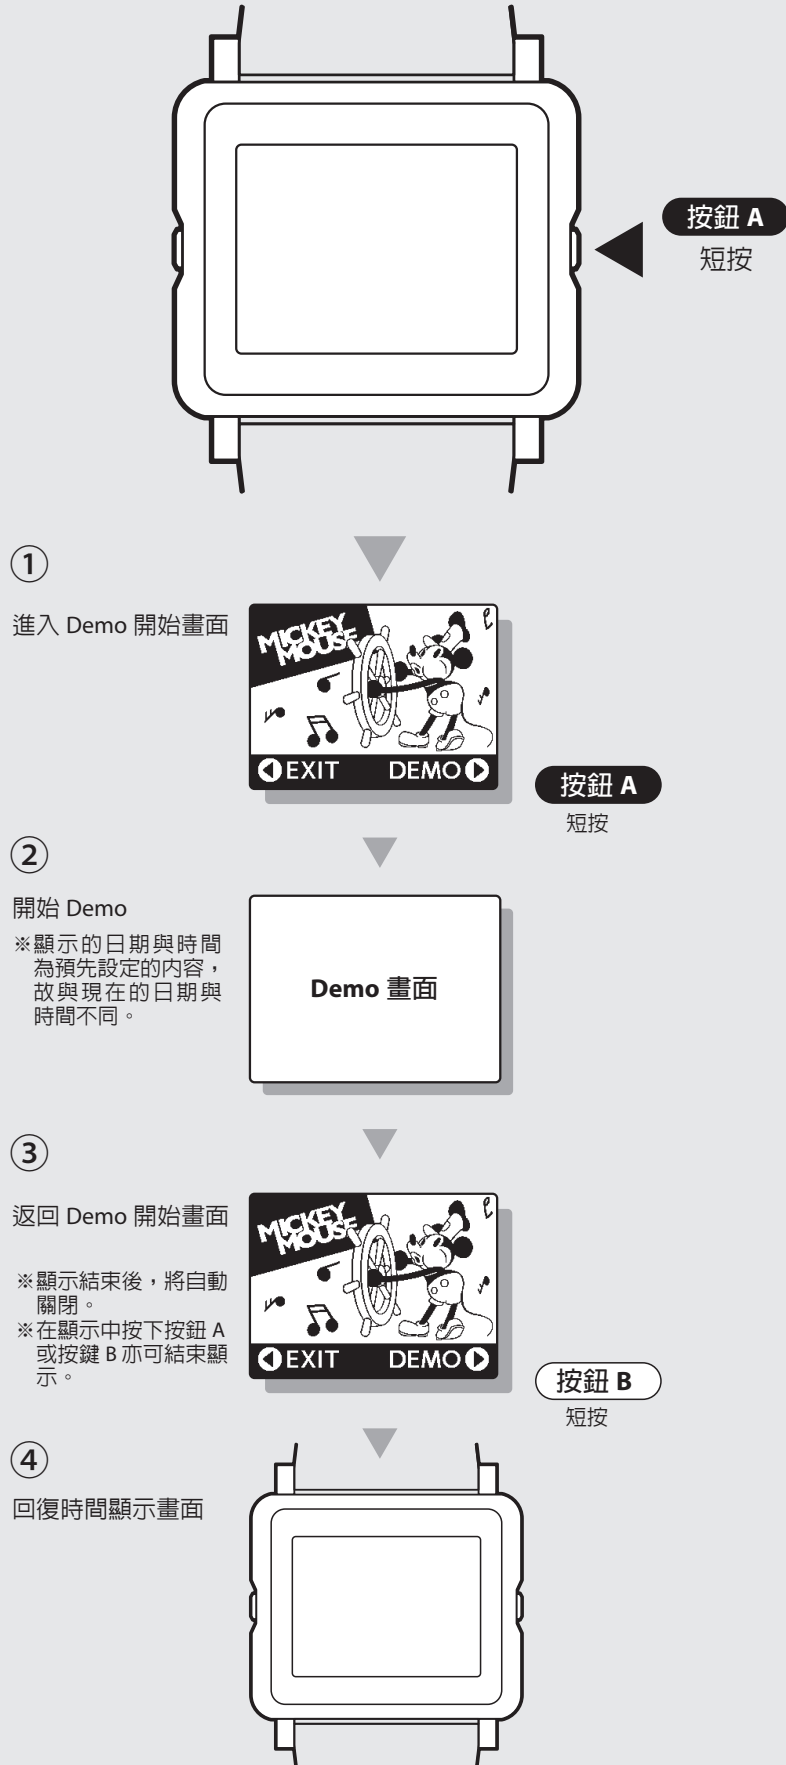 按鈕 A
短按
①
進入 Demo 開始畫面
MICKEY
MOUSE
EXIT DEMO
按鈕 A
短按
②
開始 Demo
※顯示的日期與時間
為預先設定的內容，
故與現在的日期與
時間不同。
Demo 畫面
③
返回 Demo 開始畫面
※顯示結束後，將自動
關閉。
※在顯示中按下按鈕 A
或按鍵 B 亦可結束顯
示。
MICKEY
MOUSE
EXIT DEMO
按鈕 B
短按
④
回復時間顯示畫面